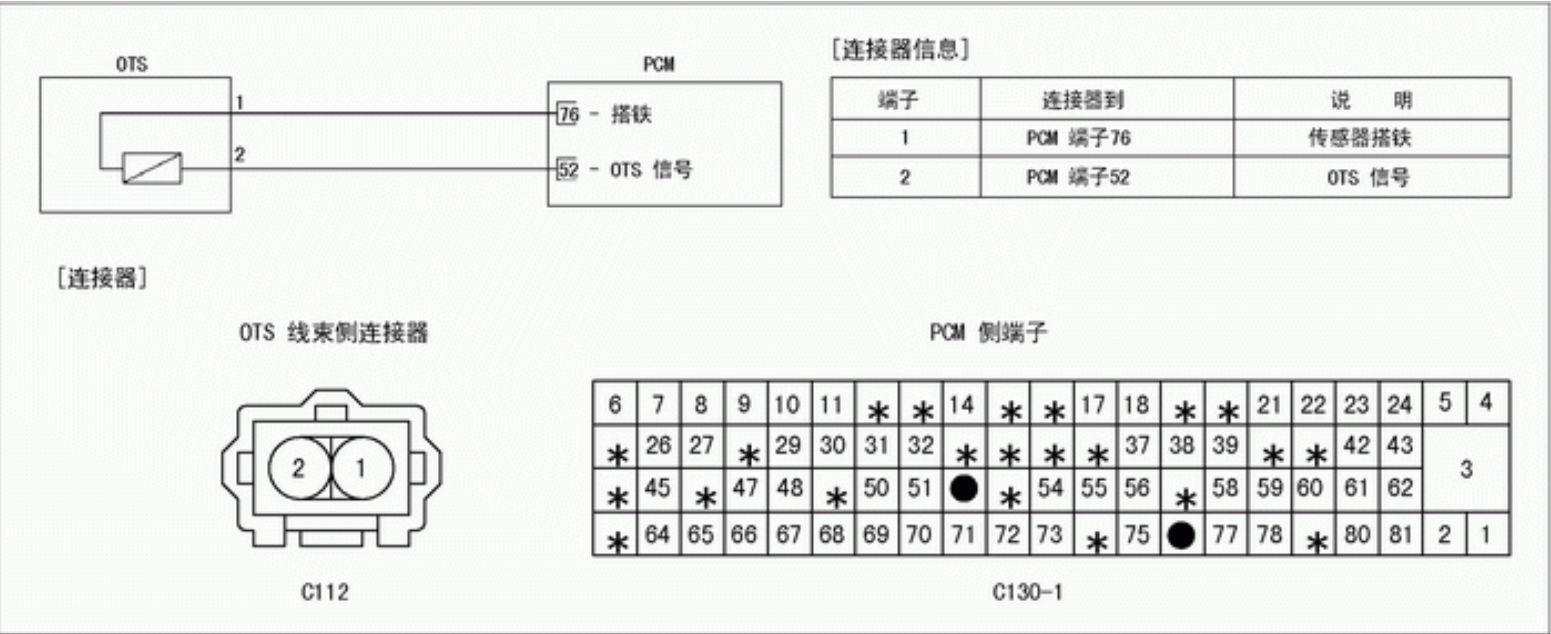 OTS
1
2
PCM
76 - 搭铁
52 - OTS 信号
[连接器信息]
端子 连接器到 说 明
1 PCM 端子76 传感器搭铁
2 PCM 端子52 OTS 信号
[连接器]
OTS 线束侧连接器
2 1
C112
PCM 侧端子
6 7 8 9 10 11 * * 14 * * 17 18 * * 21 22 23 24 5 4
* 26 27 * 29 30 31 32 * * * * 37 38 39 * * 42 43 3
* 45 * 47 48 * 50 51 ● * 54 55 56 * 58 59 60 61 62
* 64 65 66 67 68 69 70 71 72 73 * 75 ● 77 78 * 80 81 2 1
C130-1